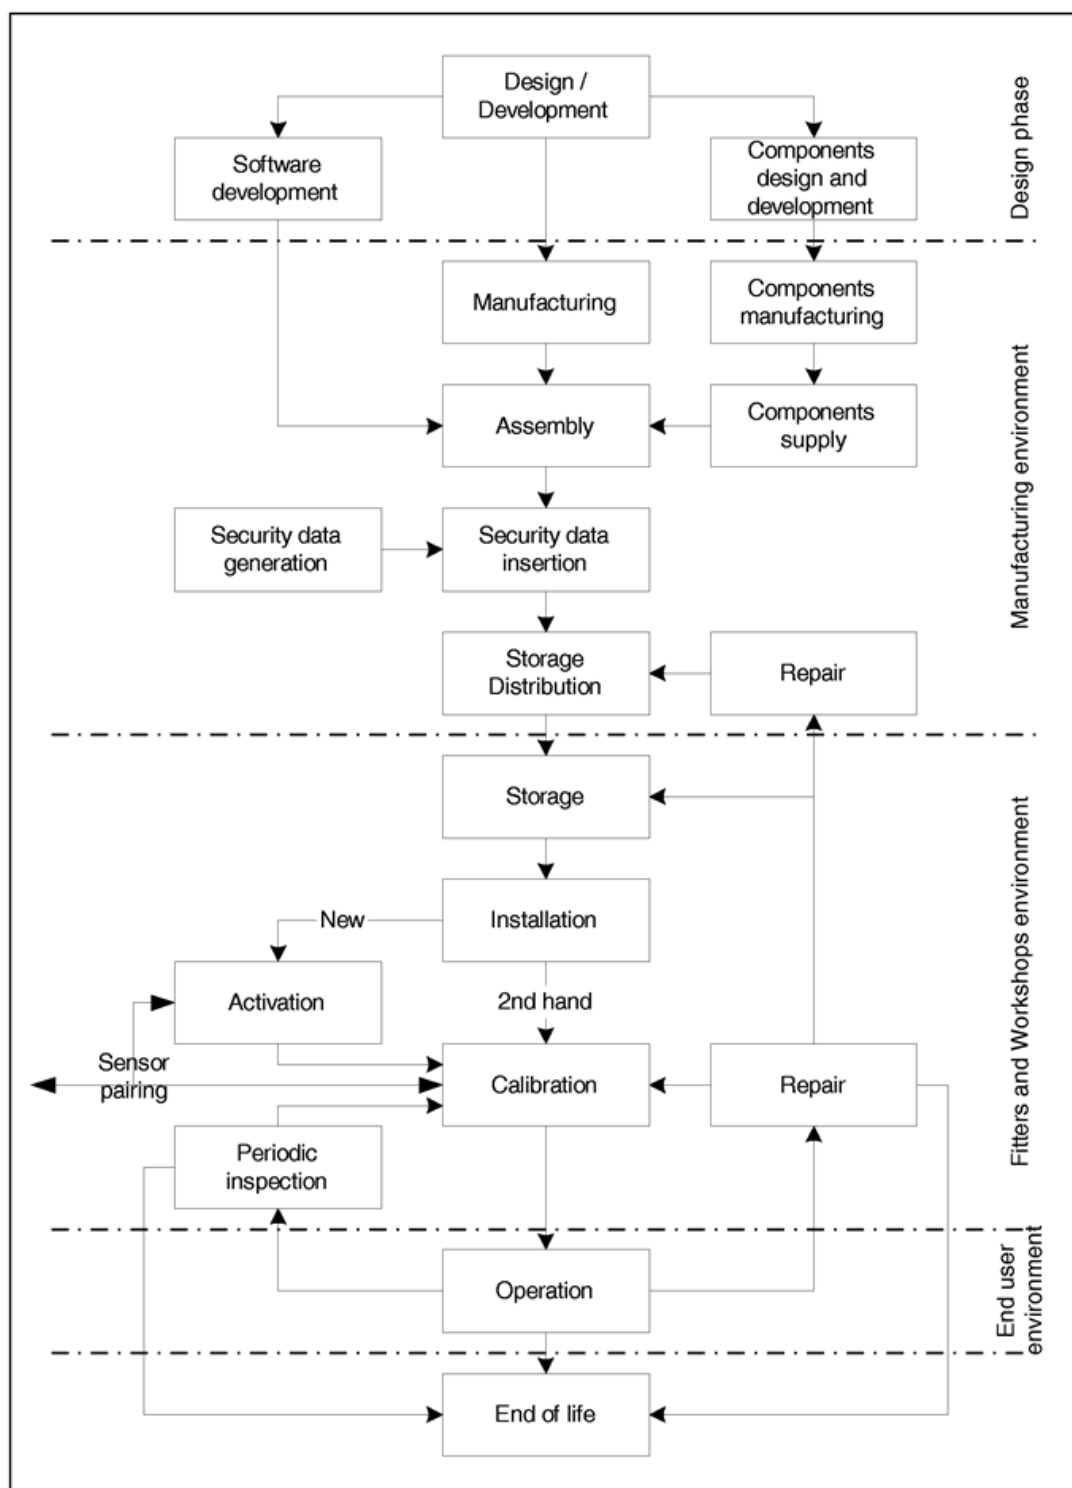 Design /
Development
Software
development
Components
design and
development
Design phase
Manufacturing
Components
manufacturing
Assembly
Components
supply
Manufacturing environment
Security data
generation
Security data
insertion
Storage
Distribution
Repair
Storage
Fitters and Workshops environment
New
Installation
Activation
2nd hand
Sensor
pairing
Calibration
Repair
Periodic
inspection
Operation
End user
environment
End of life